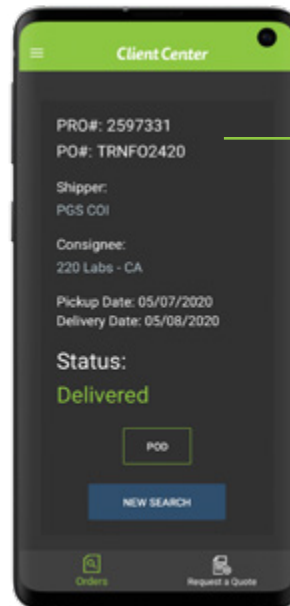 Client Center
PRO#: 2597331
PO#: TRNFO2420
Shipper:
PGS COI
Consignee:
220 Labs - CA
Pickup Date: 05/07/2020
Delivery Date: 05/08/2020
Status:
Delivered
POD
NEW SEARCH
Orders
Request a Quote